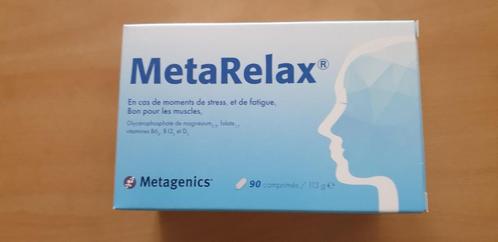 MetaRelax®
En cas de moments de stress, et de fatigue,
Bon pour les muscles,
Glycérophosphate de magnésium, folate,
vitamines B6, B12, et D,
Metagenics
90 comprimés / 113 g e